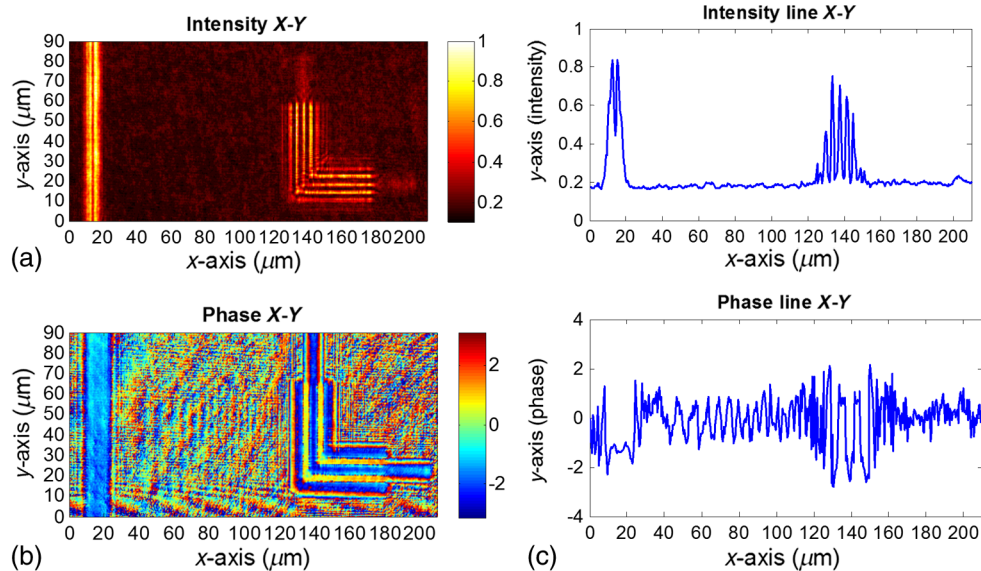 Intensity X-Y
y-axis (μm)
90
80
70
60
50
40
30
20
10
0
0 20 40 60 80 100 120 140 160 180 200
x-axis (μm)
1
0.8
0.6
0.4
0.2
(a)
Intensity line X-Y
y-axis (intensity)
1
0.8
0.6
0.4
0.2
0
0 20 40 60 80 100 120 140 160 180 200
x-axis (μm)
Phase X-Y
y-axis (μm)
90
80
70
60
50
40
30
20
10
0
0 20 40 60 80 100 120 140 160 180 200
x-axis (μm)
2
0
-2
(b)
Phase line X-Y
y-axis (phase)
4
2
0
-2
-4
0 20 40 60 80 100 120 140 160 180 200
x-axis (μm)
(c)